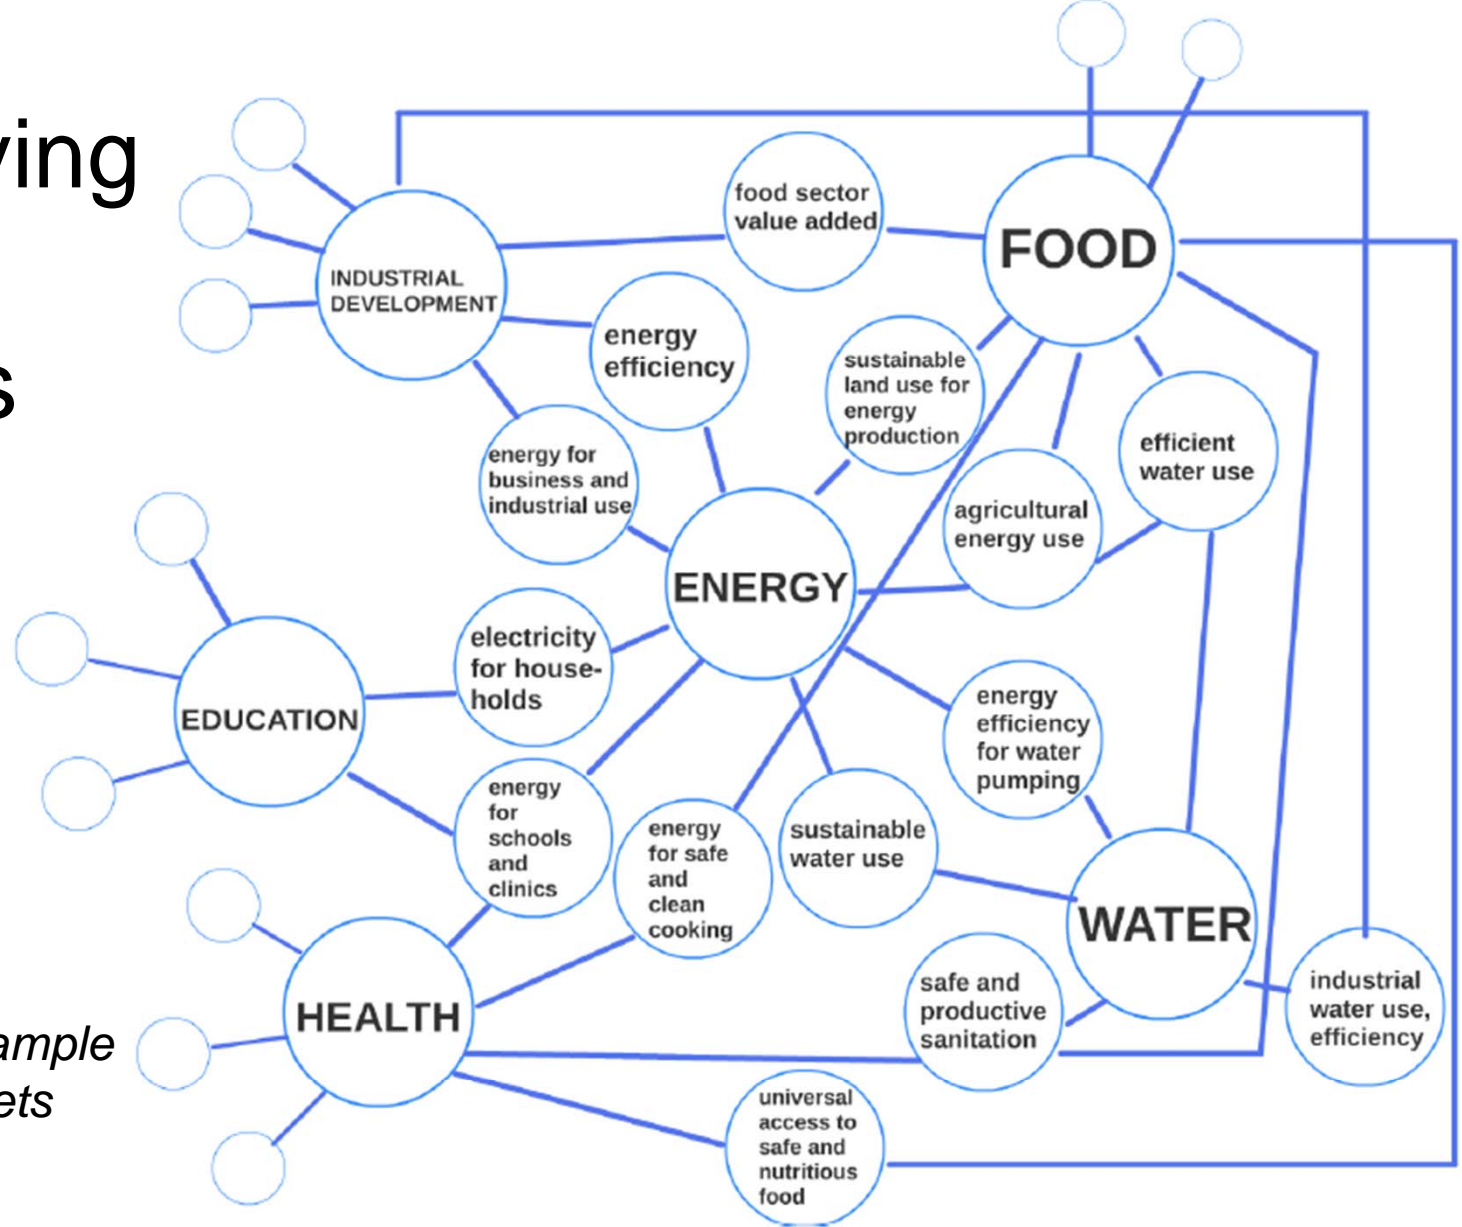 ying
s
ample
ets
food sector
value added
FOOD
INDUSTRIAL
DEVELOPMENT
energy
efficiency
sustainable
land use for
energy
production
efficient
water use
energy for
business and
industrial use
agricultural
energy use
ENERGY
electricity
for house-
holds
EDUCATION
energy
efficiency
for water
pumping
energy
for
schools
and
clinics
energy
for safe
and
clean
cooking
sustainable
water use
WATER
HEALTH
safe and
productive
sanitation
industrial
water use,
efficiency
universal
access to
safe and
nutritious
food